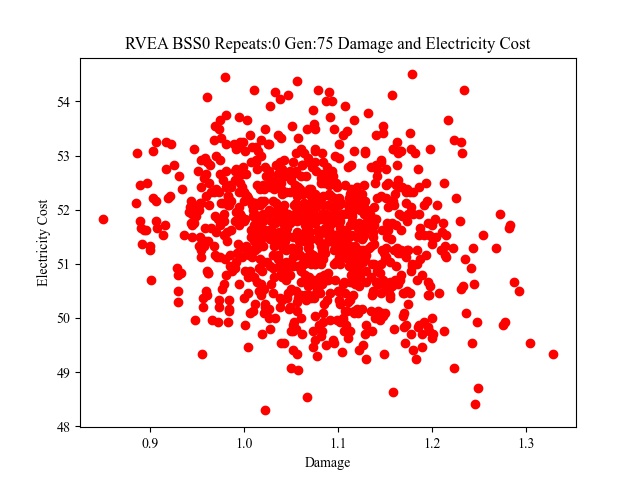 RVEA BSS0 Repeats:0 Gen:75 Damage and Electricity Cost
54
53
52
51
50
49
48
Electricity Cost
0.9 1.0 1.1 1.2 1.3
Damage